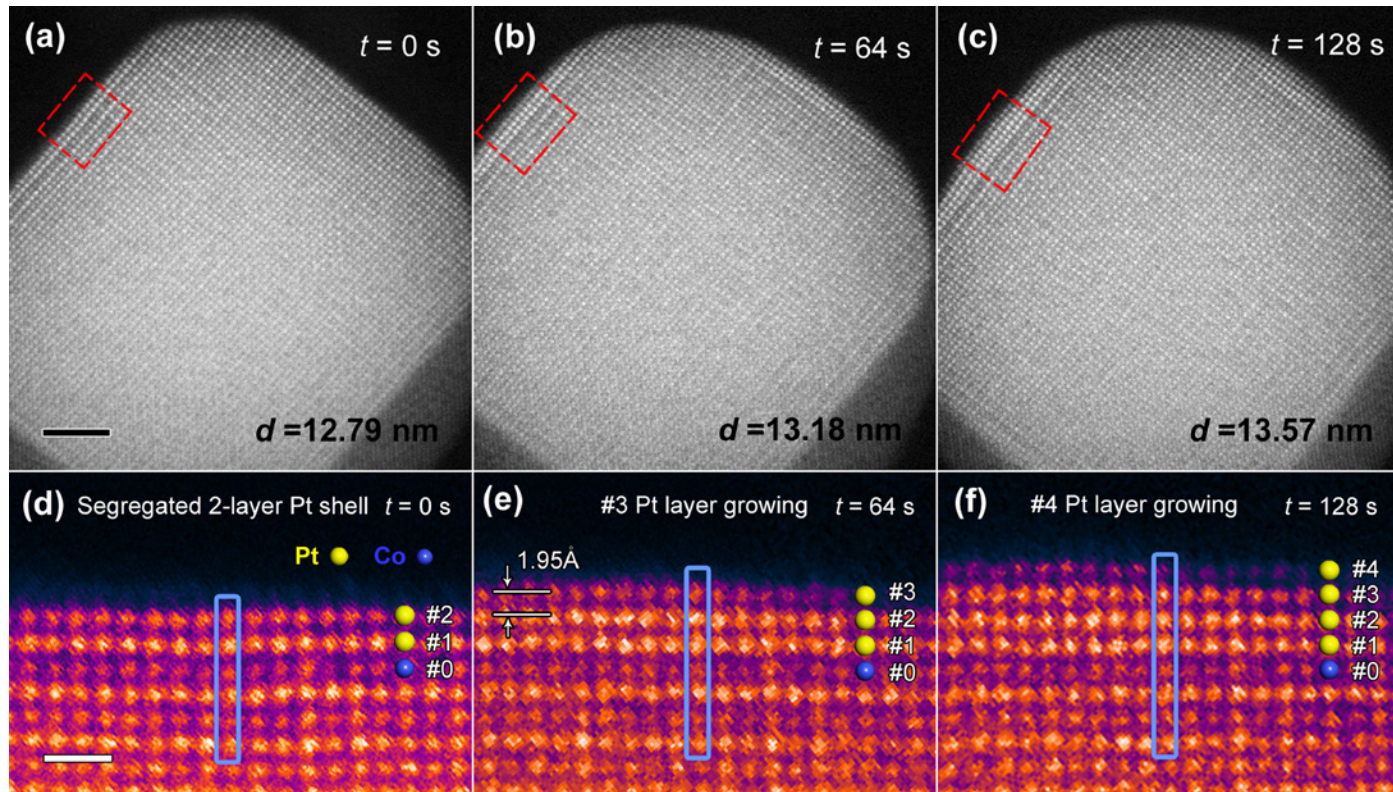 (a)
t = 0 s
d =12.79 nm
(b)
t = 64 s
d =13.18 nm
(c)
t = 128 s
d =13.57 nm
(d) Segregated 2-layer Pt shell t = 0 s
Pt Co
#2
#1
#0
(e) #3 Pt layer growing t = 64 s
1.95Å
#3
#2
#1
#0
(f) #4 Pt layer growing t = 128 s
#4
#3
#2
#1
#0